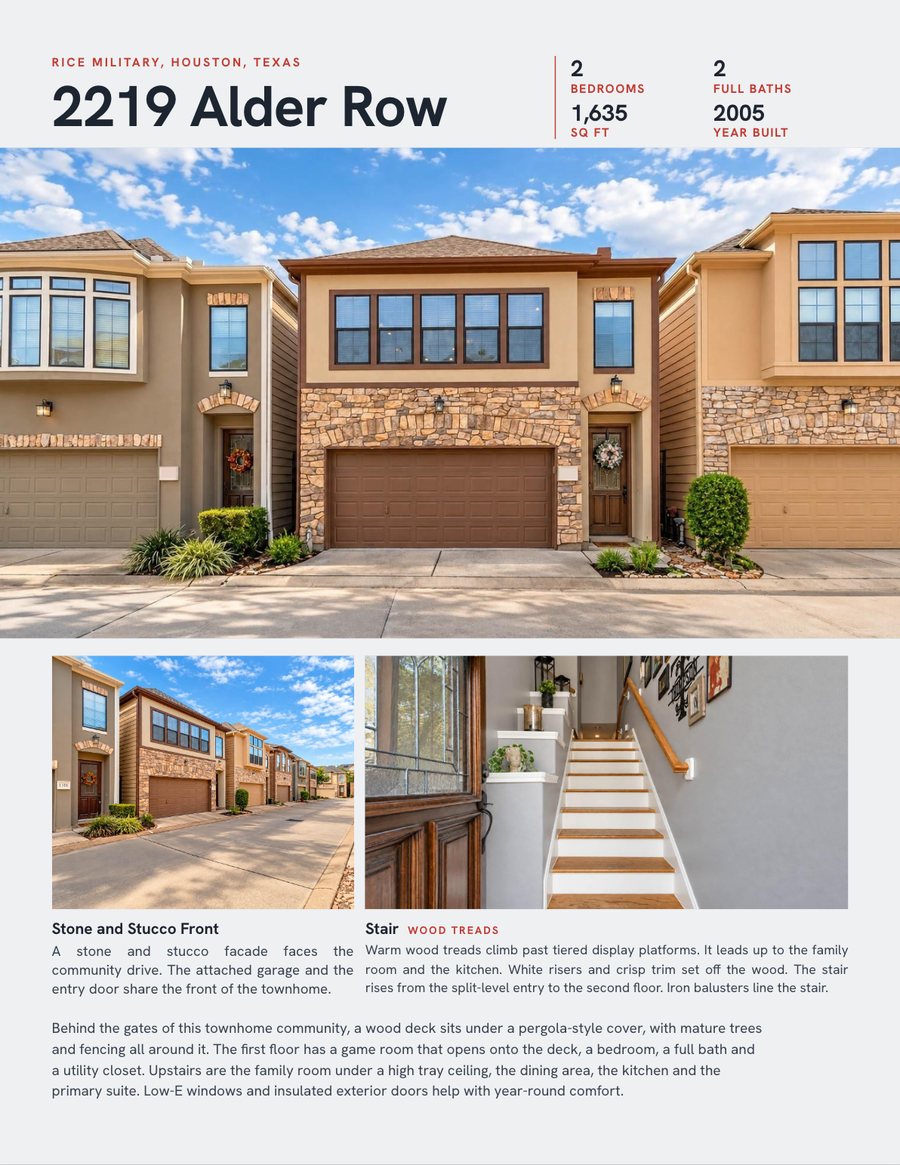 RICE MILITARY, HOUSTON, TEXAS
2219 Alder Row
2
BEDROOMS
2
FULL BATHS
1,635
SQ FT
2005
YEAR BUILT
Stone and Stucco Front
A stone and stucco facade faces the
community drive. The attached garage and the
entry door share the front of the townhome.
Stair WOOD TREADS
Warm wood treads climb past tiered display platforms. It leads up to the family
room and the kitchen. White risers and crisp trim set off the wood. The stair
rises from the split-level entry to the second floor. Iron balusters line the stair.
Behind the gates of this townhome community, a wood deck sits under a pergola-style cover, with mature trees
and fencing all around it. The first floor has a game room that opens onto the deck, a bedroom, a full bath and
a utility closet. Upstairs are the family room under a high tray ceiling, the dining area, the kitchen and the
primary suite. Low-E windows and insulated exterior doors help with year-round comfort.